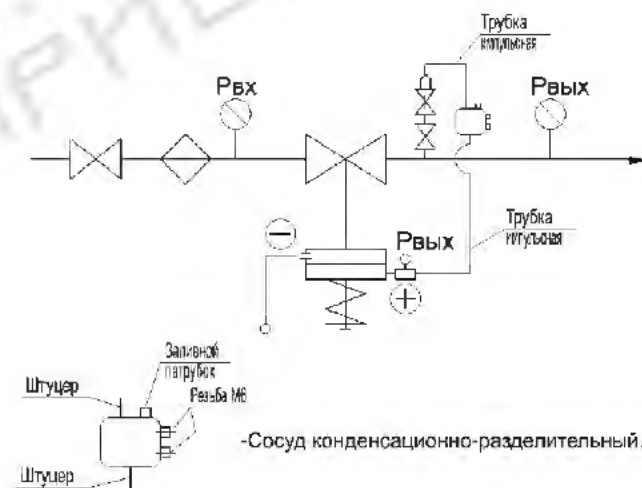 Трубка
импульсная
Рвх
Рвых
Рвых
Трубка
импульсная
Заливной
патрубок
Штуцер
Резьба М6
-Сосуд конденсационно-разделительный.
Штуцер